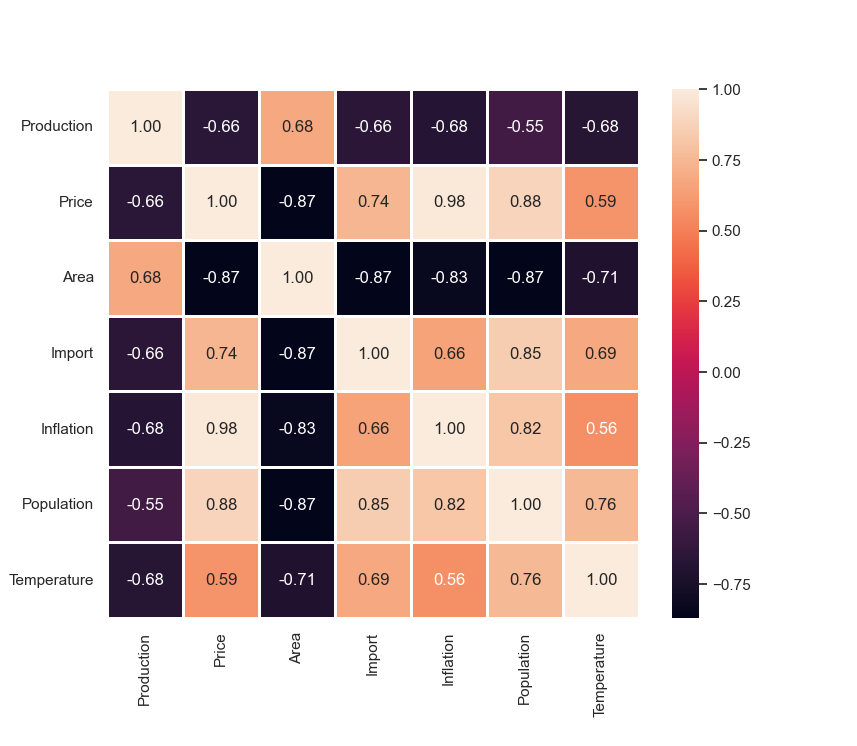 1.00
Production 1.00 -0.66 0.68 -0.66 -0.68 -0.55 -0.68
0.75
Price -0.66 1.00 -0.87 0.74 0.98 0.88 0.59
0.50
Area 0.68 -0.87 1.00 -0.87 -0.83 -0.87 -0.71
0.25
Import -0.66 0.74 -0.87 1.00 0.66 0.85 0.69
0.00
Inflation -0.68 0.98 -0.83 0.66 1.00 0.82 0.56
−0.25
Population -0.55 0.88 -0.87 0.85 0.82 1.00 0.76
−0.50
Temperature -0.68 0.59 -0.71 0.69 0.56 0.76 1.00
−0.75
Production Price Area Import Inflation Population Temperature